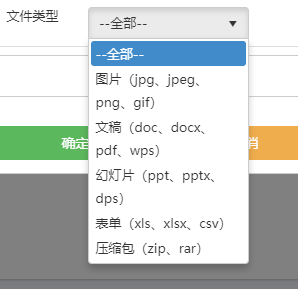 文件类型
--全部--
--全部--
图片（jpg、jpeg、
png、gif）
文稿（doc、docx、
pdf、wps）
幻灯片（ppt、pptx、
dps）
表单（xls、xlsx、csv）
压缩包（zip、rar）
确定
消